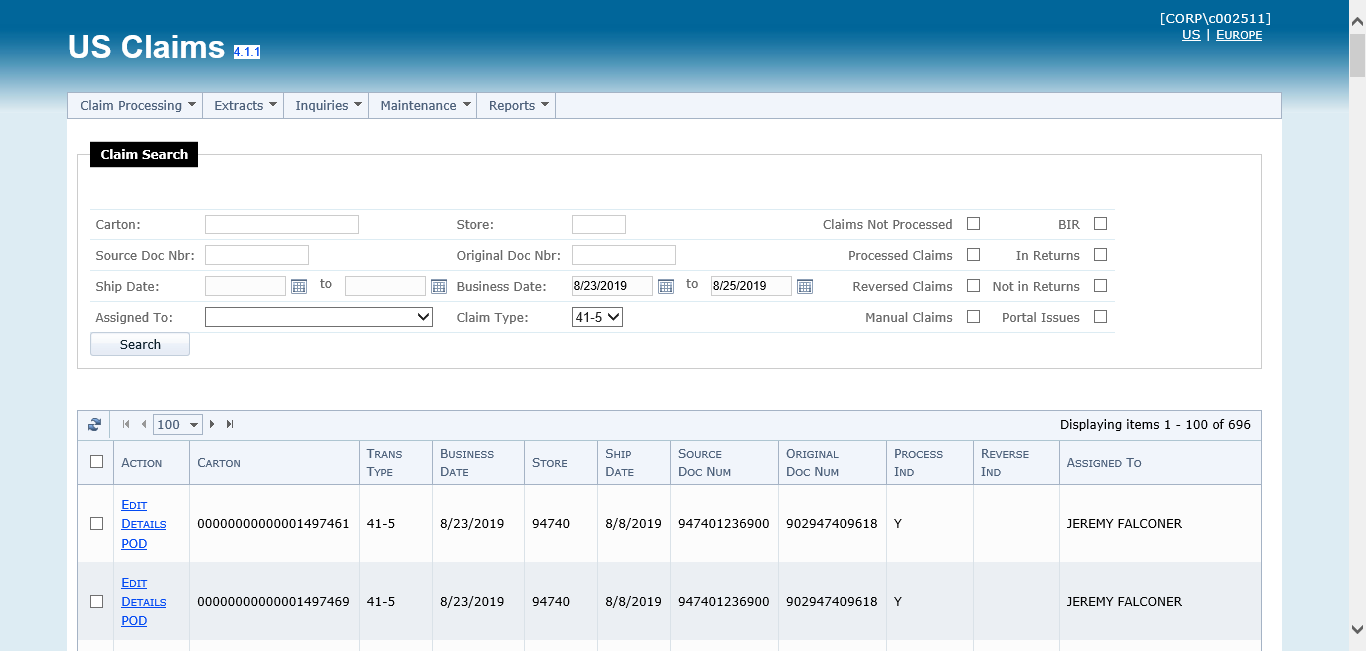 [CORP\c002511]
US | EUROPE
US Claims 4.1.1
Claim Processing Extracts Inquiries Maintenance Reports
Claim Search
Carton: Store: Claims Not Processed BIR
Source Doc Nbr: Original Doc Nbr: Processed Claims In Returns
Ship Date: to Business Date: 8/23/2019 to 8/25/2019 Reversed Claims Not in Returns
Assigned To: Claim Type: 41-5 Manual Claims Portal Issues
Search
100 Displaying items 1 - 100 of 696
ACTION CARTON TRANS TYPE BUSINESS DATE STORE SHIP DATE SOURCE DOC NUM ORIGINAL DOC NUM PROCESS IND REVERSE IND ASSIGNED TO
EDIT
DETAILS 00000000000001497461 41-5 8/23/2019 94740 8/8/2019 947401236900 902947409618 Y JEREMY FALCONER
POD
EDIT
DETAILS 00000000000001497469 41-5 8/23/2019 94740 8/8/2019 947401236900 902947409618 Y JEREMY FALCONER
POD